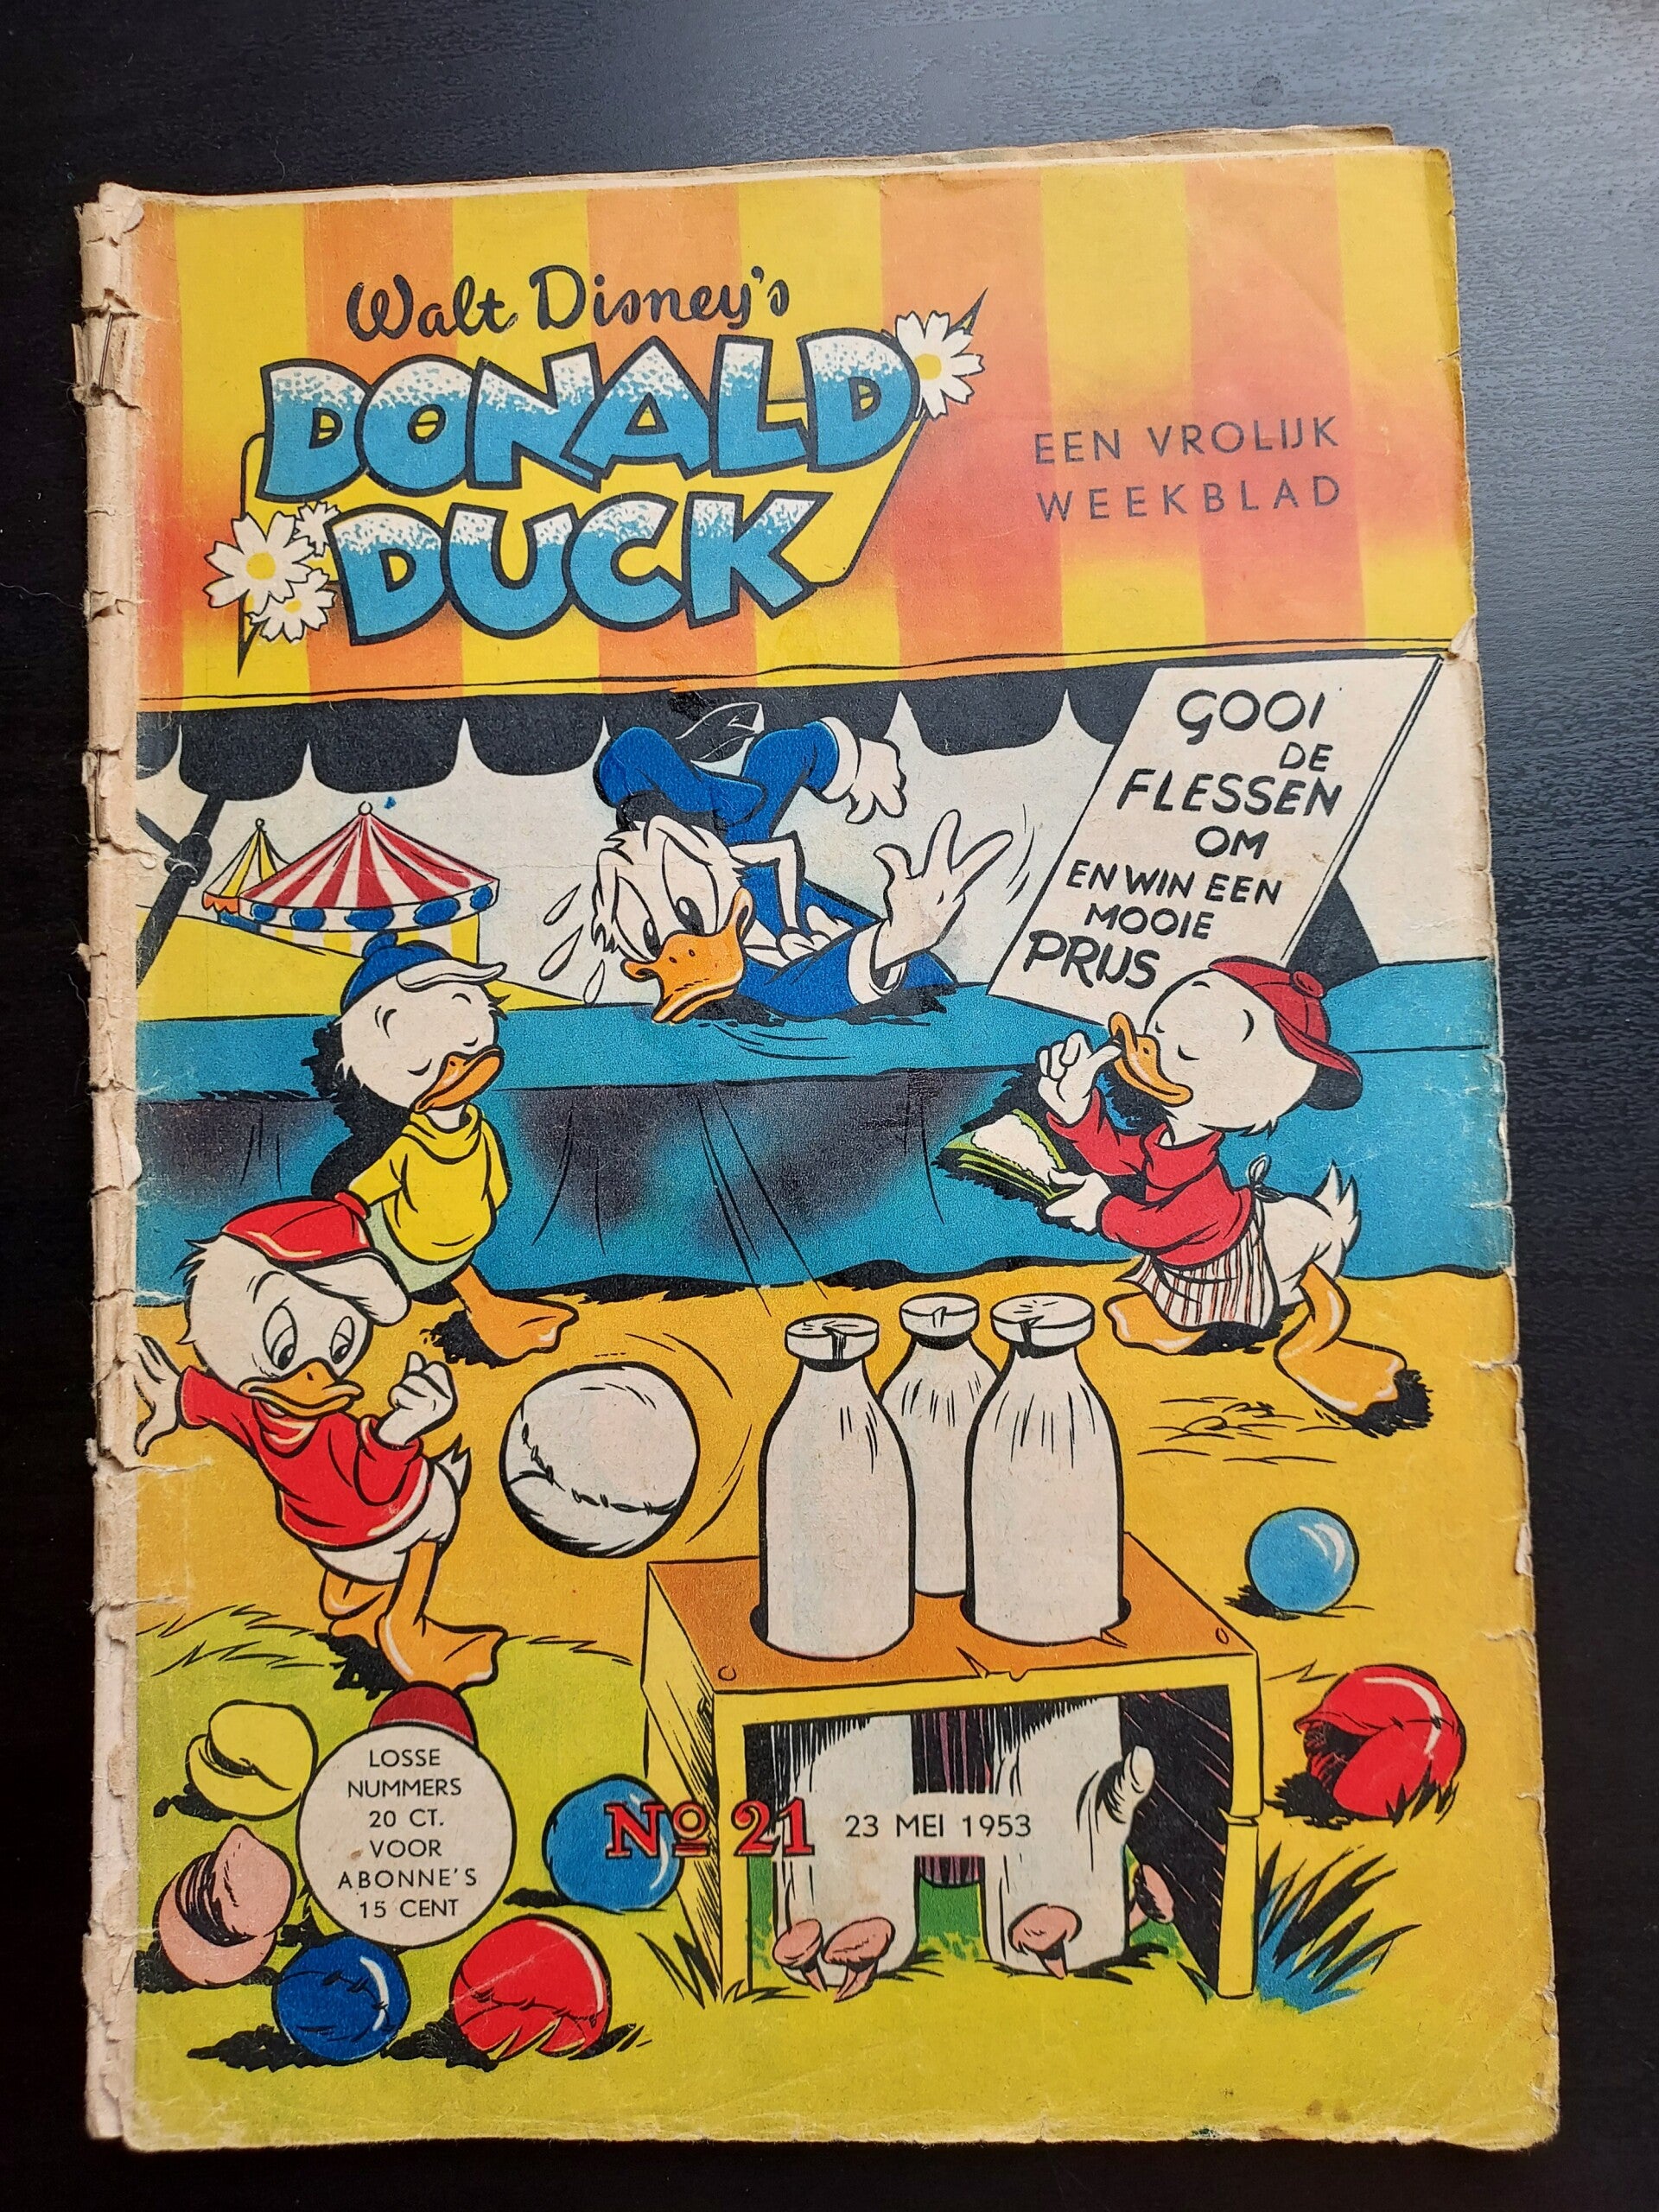 Walt Disney's
DONALD
DUCK
EEN VROLIJK
WEEKBLAD
GOOI
DE
FLESSEN
OM
EN WIN EEN
MOOIE
PRIJS
LOSSE
NUMMERS
20 CT.
VOOR
ABONNE'S
15 CENT
No 21 23 MEI 1953